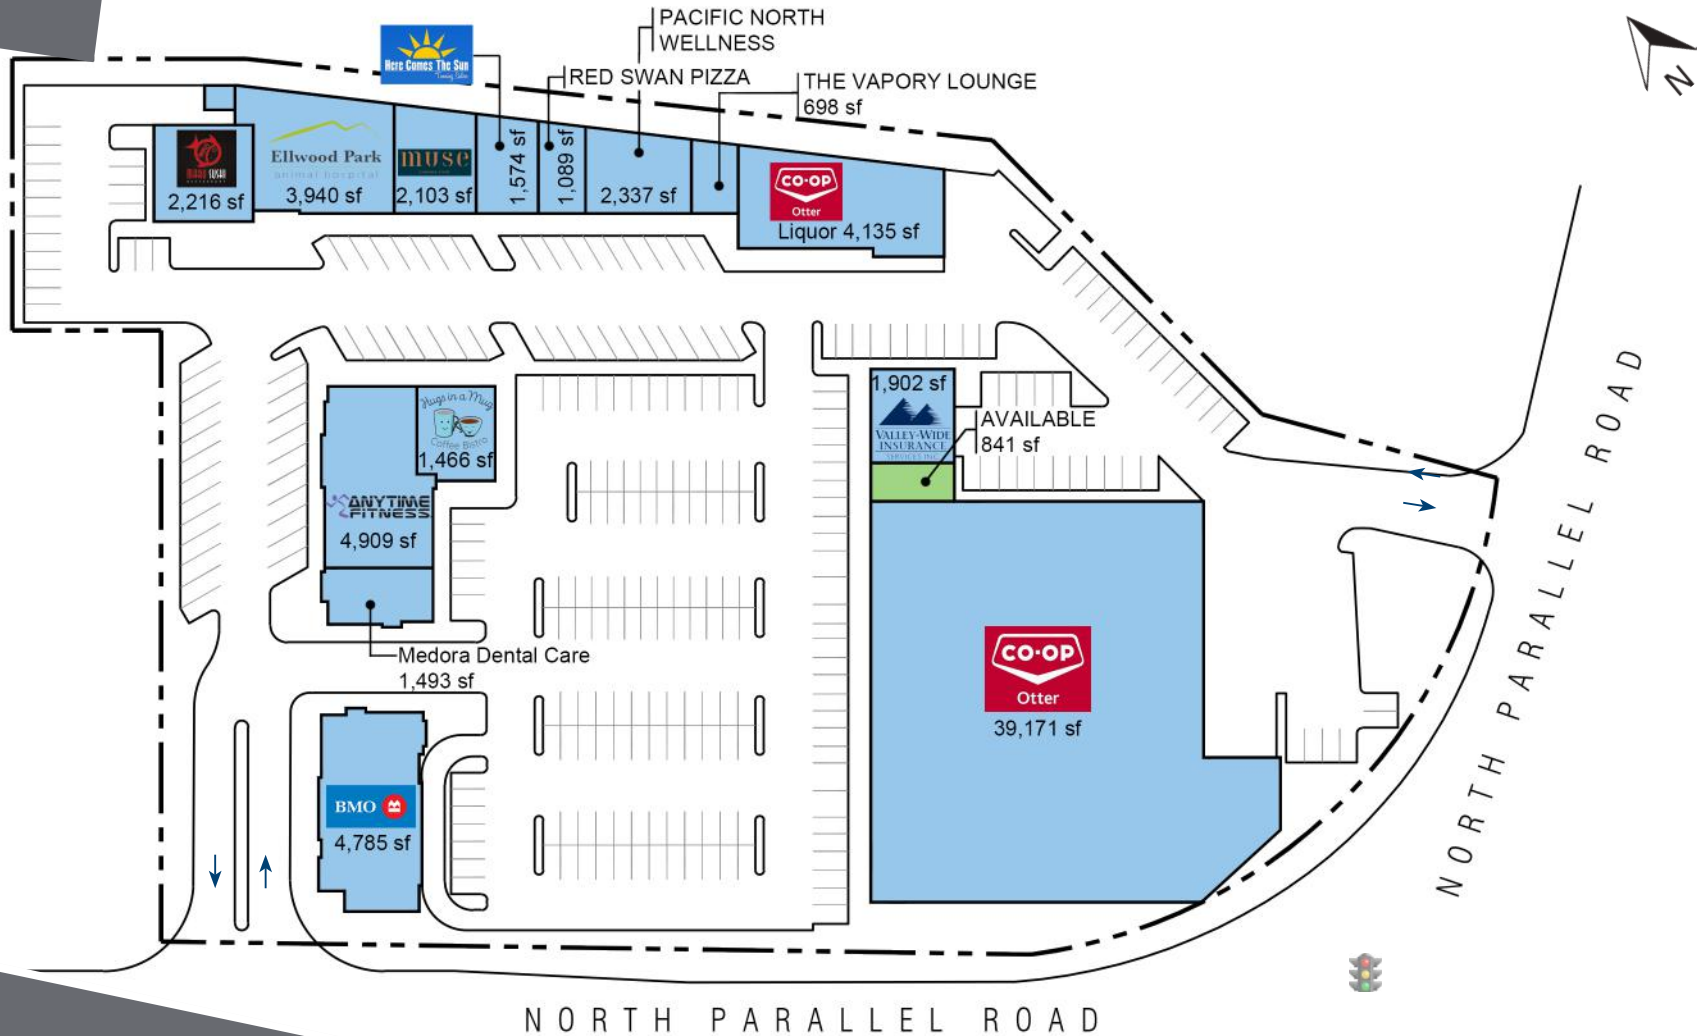 PACIFIC NORTH
WELLNESS
Here Comes The Sun
RED SWAN PIZZA
THE VAPORY LOUNGE
698 sf
SUSHI
2,216 sf
Ellwood Park
animal hospital
3,940 sf
muse
2,103 sf
1,574 sf
1,089 sf
2,337 sf
CO-OP
Otter
Liquor 4,135 sf
N
Hugs in a Mug
Coffee Bistro
1,466 sf
ANYTIME
FITNESS
4,909 sf
Medora Dental Care
1,493 sf
BMO
4,785 sf
1,902 sf
VALLEY-WIDE
INSURANCE
SERVICES INC.
AVAILABLE
841 sf
CO-OP
Otter
39,171 sf
NORTH PARALLEL ROAD
NORTH PARALLEL ROAD